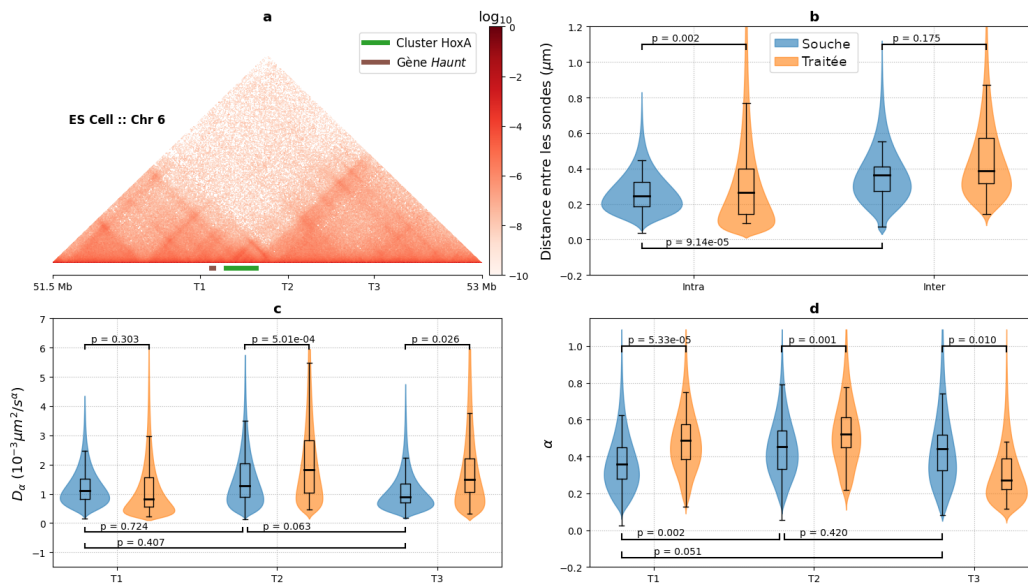 a
log10
0
−2
−4
−6
−8
−10
Cluster HoxA
Gène Haunt
ES Cell :: Chr 6
51.5 Mb
T1
T2
T3
53 Mb
b
Distance entre les sondes (μm)
1.2
1.0
0.8
0.6
0.4
0.2
0.0
−0.2
p = 0.002
p = 0.175
Souche
Traitée
p = 9.14e-05
Intra
Inter
c
Dα (10⁻³μm²/sᵅ)
7
6
5
4
3
2
1
0
−1
p = 0.303
p = 5.01e-04
p = 0.026
p = 0.724
p = 0.063
p = 0.407
T1
T2
T3
d
α
1.0
0.8
0.6
0.4
0.2
0.0
−0.2
p = 5.33e-05
p = 0.001
p = 0.010
p = 0.002
p = 0.420
p = 0.051
T1
T2
T3